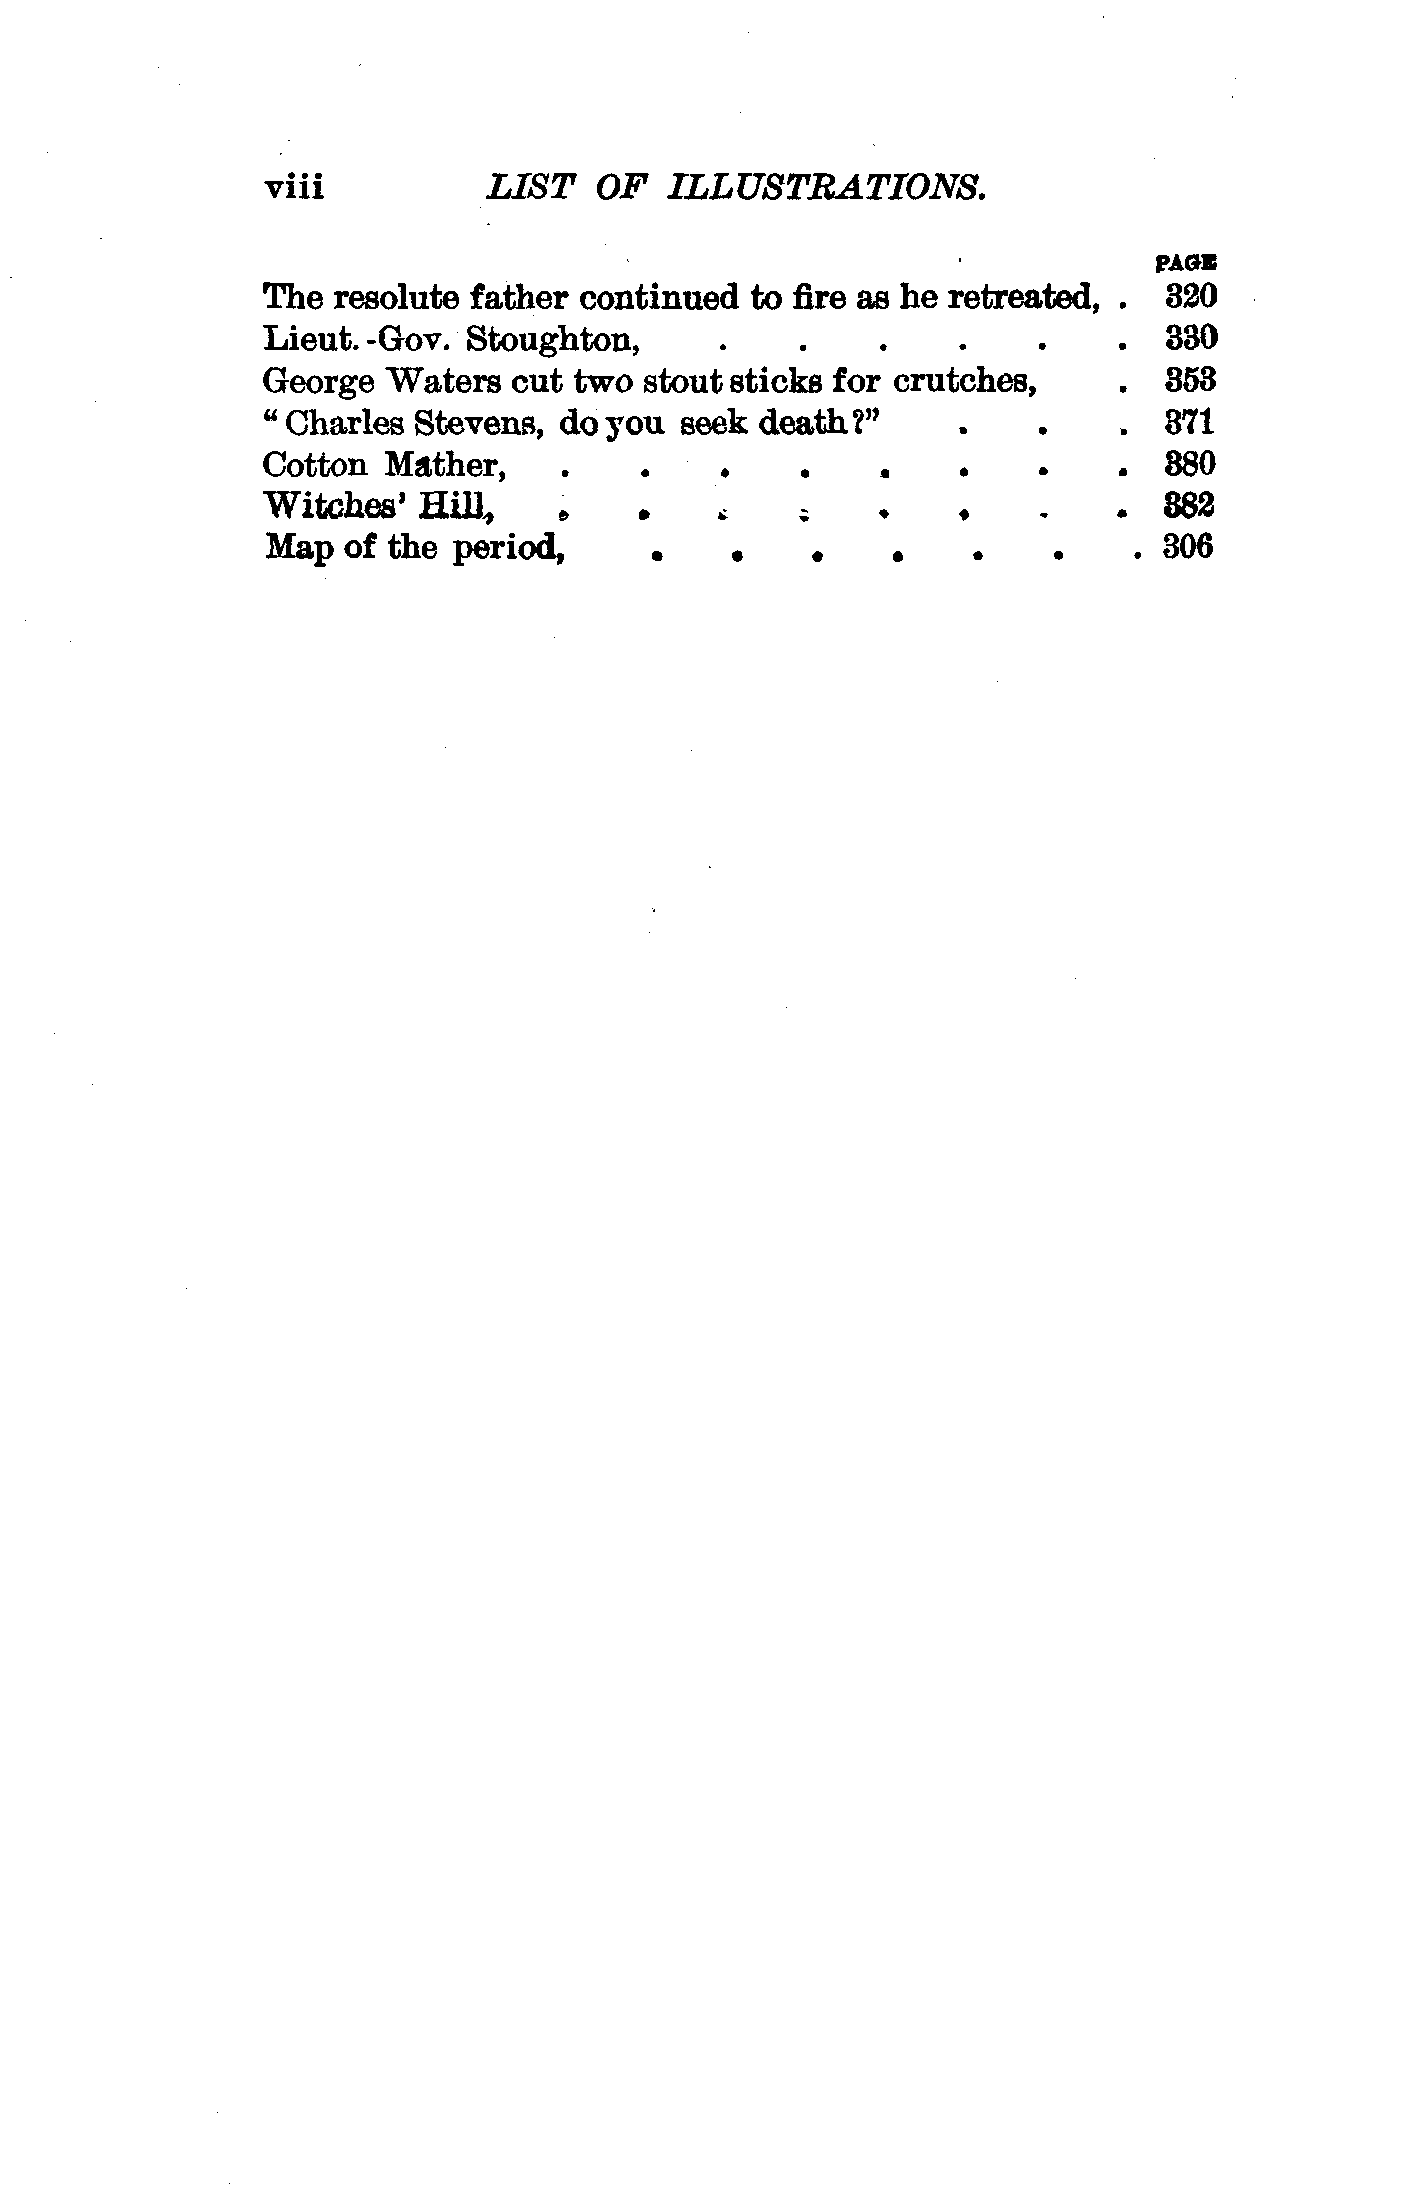 viii LIST OF ILLUSTRATIONS.
PAGE
The resolute father continued to fire as he retreated, . 320
Lieut.-Gov. Stoughton, . . . . . . 330
George Waters cut two stout sticks for crutches, . 353
“Charles Stevens, do you seek death?” . . . 371
Cotton Mather, . . . . . . . . 380
Witches’ Hill, . . . . . . . . 382
Map of the period, . . . . . . . 306